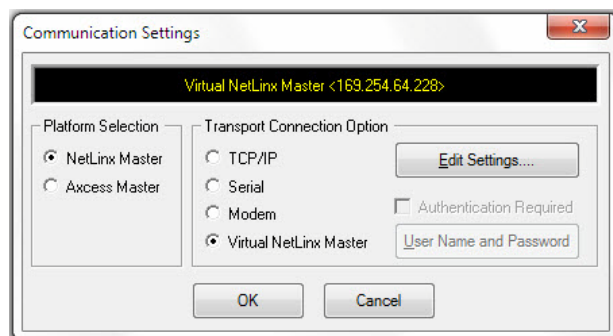 Communication Settings
Virtual NetLinx Master <169.254.64.228>
Platform Selection
NetLinx Master
Axcess Master
Transport Connection Option
TCP/IP
Serial
Modem
Virtual NetLinx Master
Edit Settings....
Authentication Required
User Name and Password
OK
Cancel